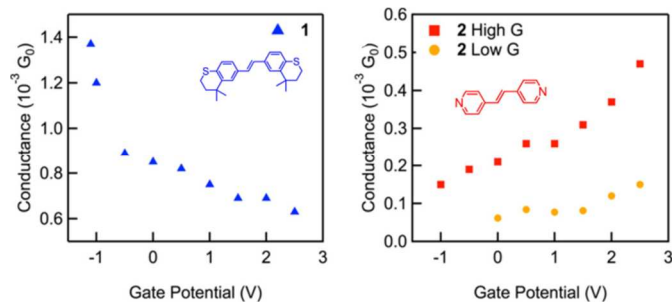 1
1.4
1.2
1.0
0.8
0.6
Conductance (10⁻³ G₀)
S
S
-1
0
1
2
3
Gate Potential (V)
2 High G
2 Low G
0.6
0.5
0.4
0.3
0.2
0.1
0.0
Conductance (10⁻³ G₀)
N
N
-1
0
1
2
3
Gate Potential (V)